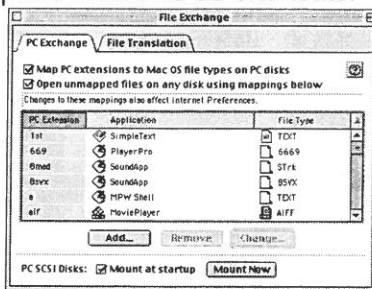 File Exchange
PC Exchange File Translation
Map PC extensions to Mac OS file types on PC disks
Open unmapped files on any disk using mappings below
Changes to these mappings also affect Internet Preferences.
PC Extension Application File Type
1st SimpleText TEXT
669 PlayerPro 6669
8med SoundApp STrk
8svx SoundApp 8SVX
a MPW Shell TEXT
aif MoviePlayer AIFF
Add... Remove Change...
PC SCSI Disks: Mount at startup Mount Now